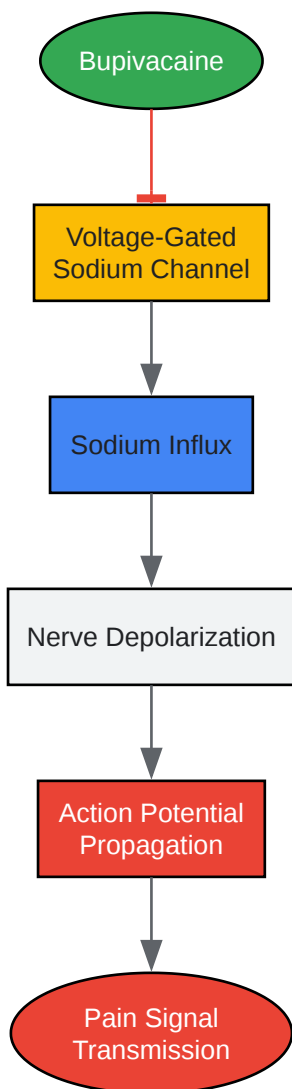 Bupivacaine
Voltage-Gated
Sodium Channel
Sodium Influx
Nerve Depolarization
Action Potential
Propagation
Pain Signal
Transmission